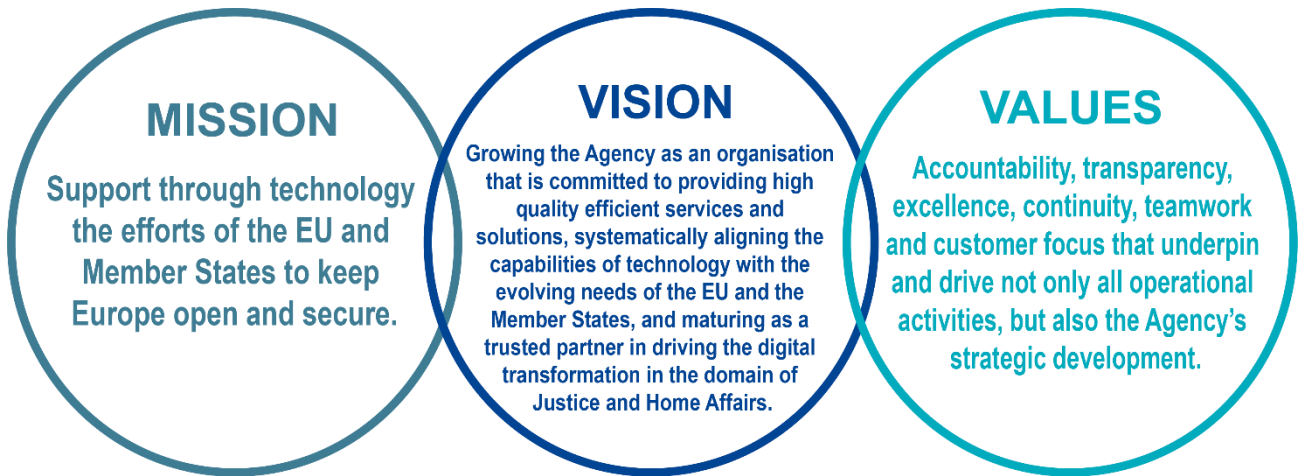 MISSION
Support through technology
the efforts of the EU and
Member States to keep
Europe open and secure.
VISION
Growing the Agency as an organisation
that is committed to providing high
quality efficient services and
solutions, systematically aligning the
capabilities of technology with the
evolving needs of the EU and the
Member States, and maturing as a
trusted partner in driving the digital
transformation in the domain of
Justice and Home Affairs.
VALUES
Accountability, transparency,
excellence, continuity, teamwork
and customer focus that underpin
and drive not only all operational
activities, but also the Agency’s
strategic development.